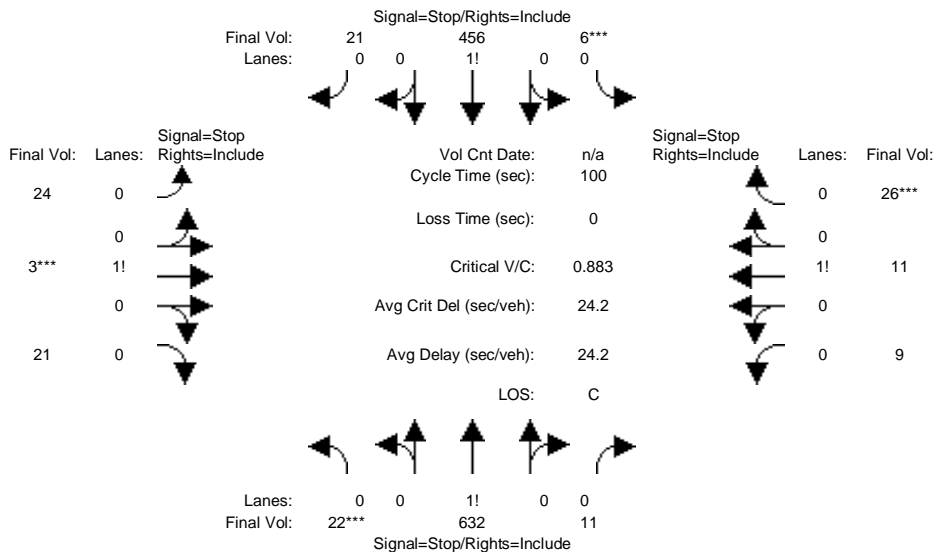 Signal=Stop/Rights=Include
Final Vol: 21 456 6***
Lanes: 0 0 1! 0 0
Signal=Stop
Final Vol: Lanes: Rights=Include
Vol Cnt Date: n/a
Signal=Stop
Rights=Include Lanes: Final Vol:
Cycle Time (sec): 100
24 0
0 26***
Loss Time (sec): 0
0
0
3*** 1!
Critical V/C: 0.883
1! 11
0
Avg Crit Del (sec/veh): 24.2
0
21 0
Avg Delay (sec/veh): 24.2
0 9
LOS: C
Lanes: 0 0 1! 0 0
Final Vol: 22*** 632 11
Signal=Stop/Rights=Include